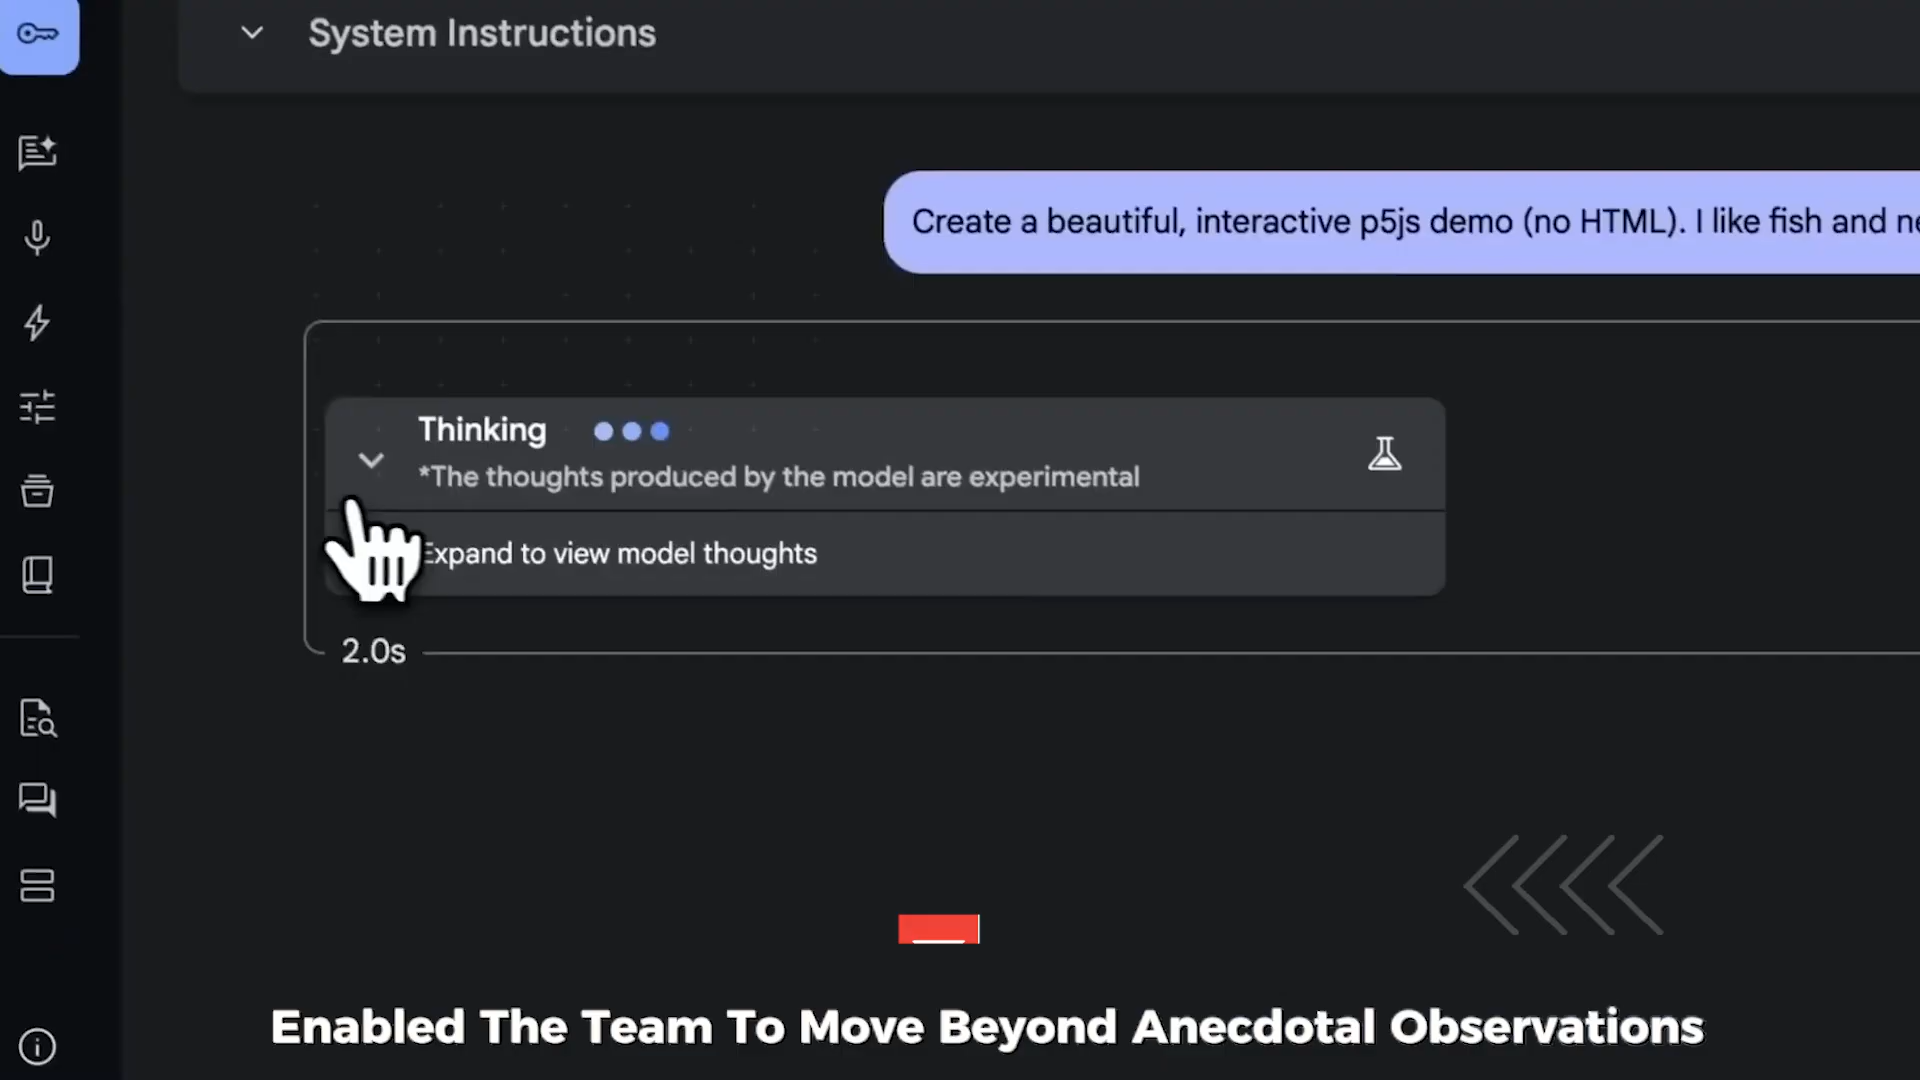 System Instructions
Create a beautiful, interactive p5js demo (no HTML). I like fish and
Thinking
*The thoughts produced by the model are experimental
Expand to view model thoughts
2.0s
Enabled The Team To Move Beyond Anecdotal Observations